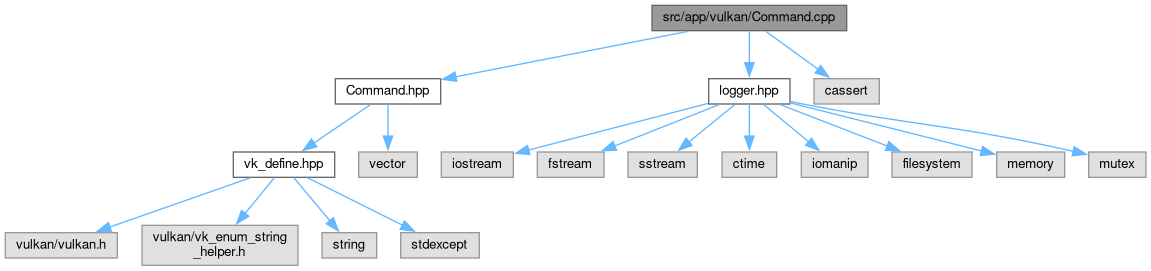 src/app/vulkan/Command.cpp
Command.hpp
logger.hpp
cassert
vk_define.hpp
vector
iostream
fstream
sstream
ctime
iomanip
filesystem
memory
mutex
vulkan/vulkan.h
vulkan/vk_enum_string
_helper.h
string
stdexcept